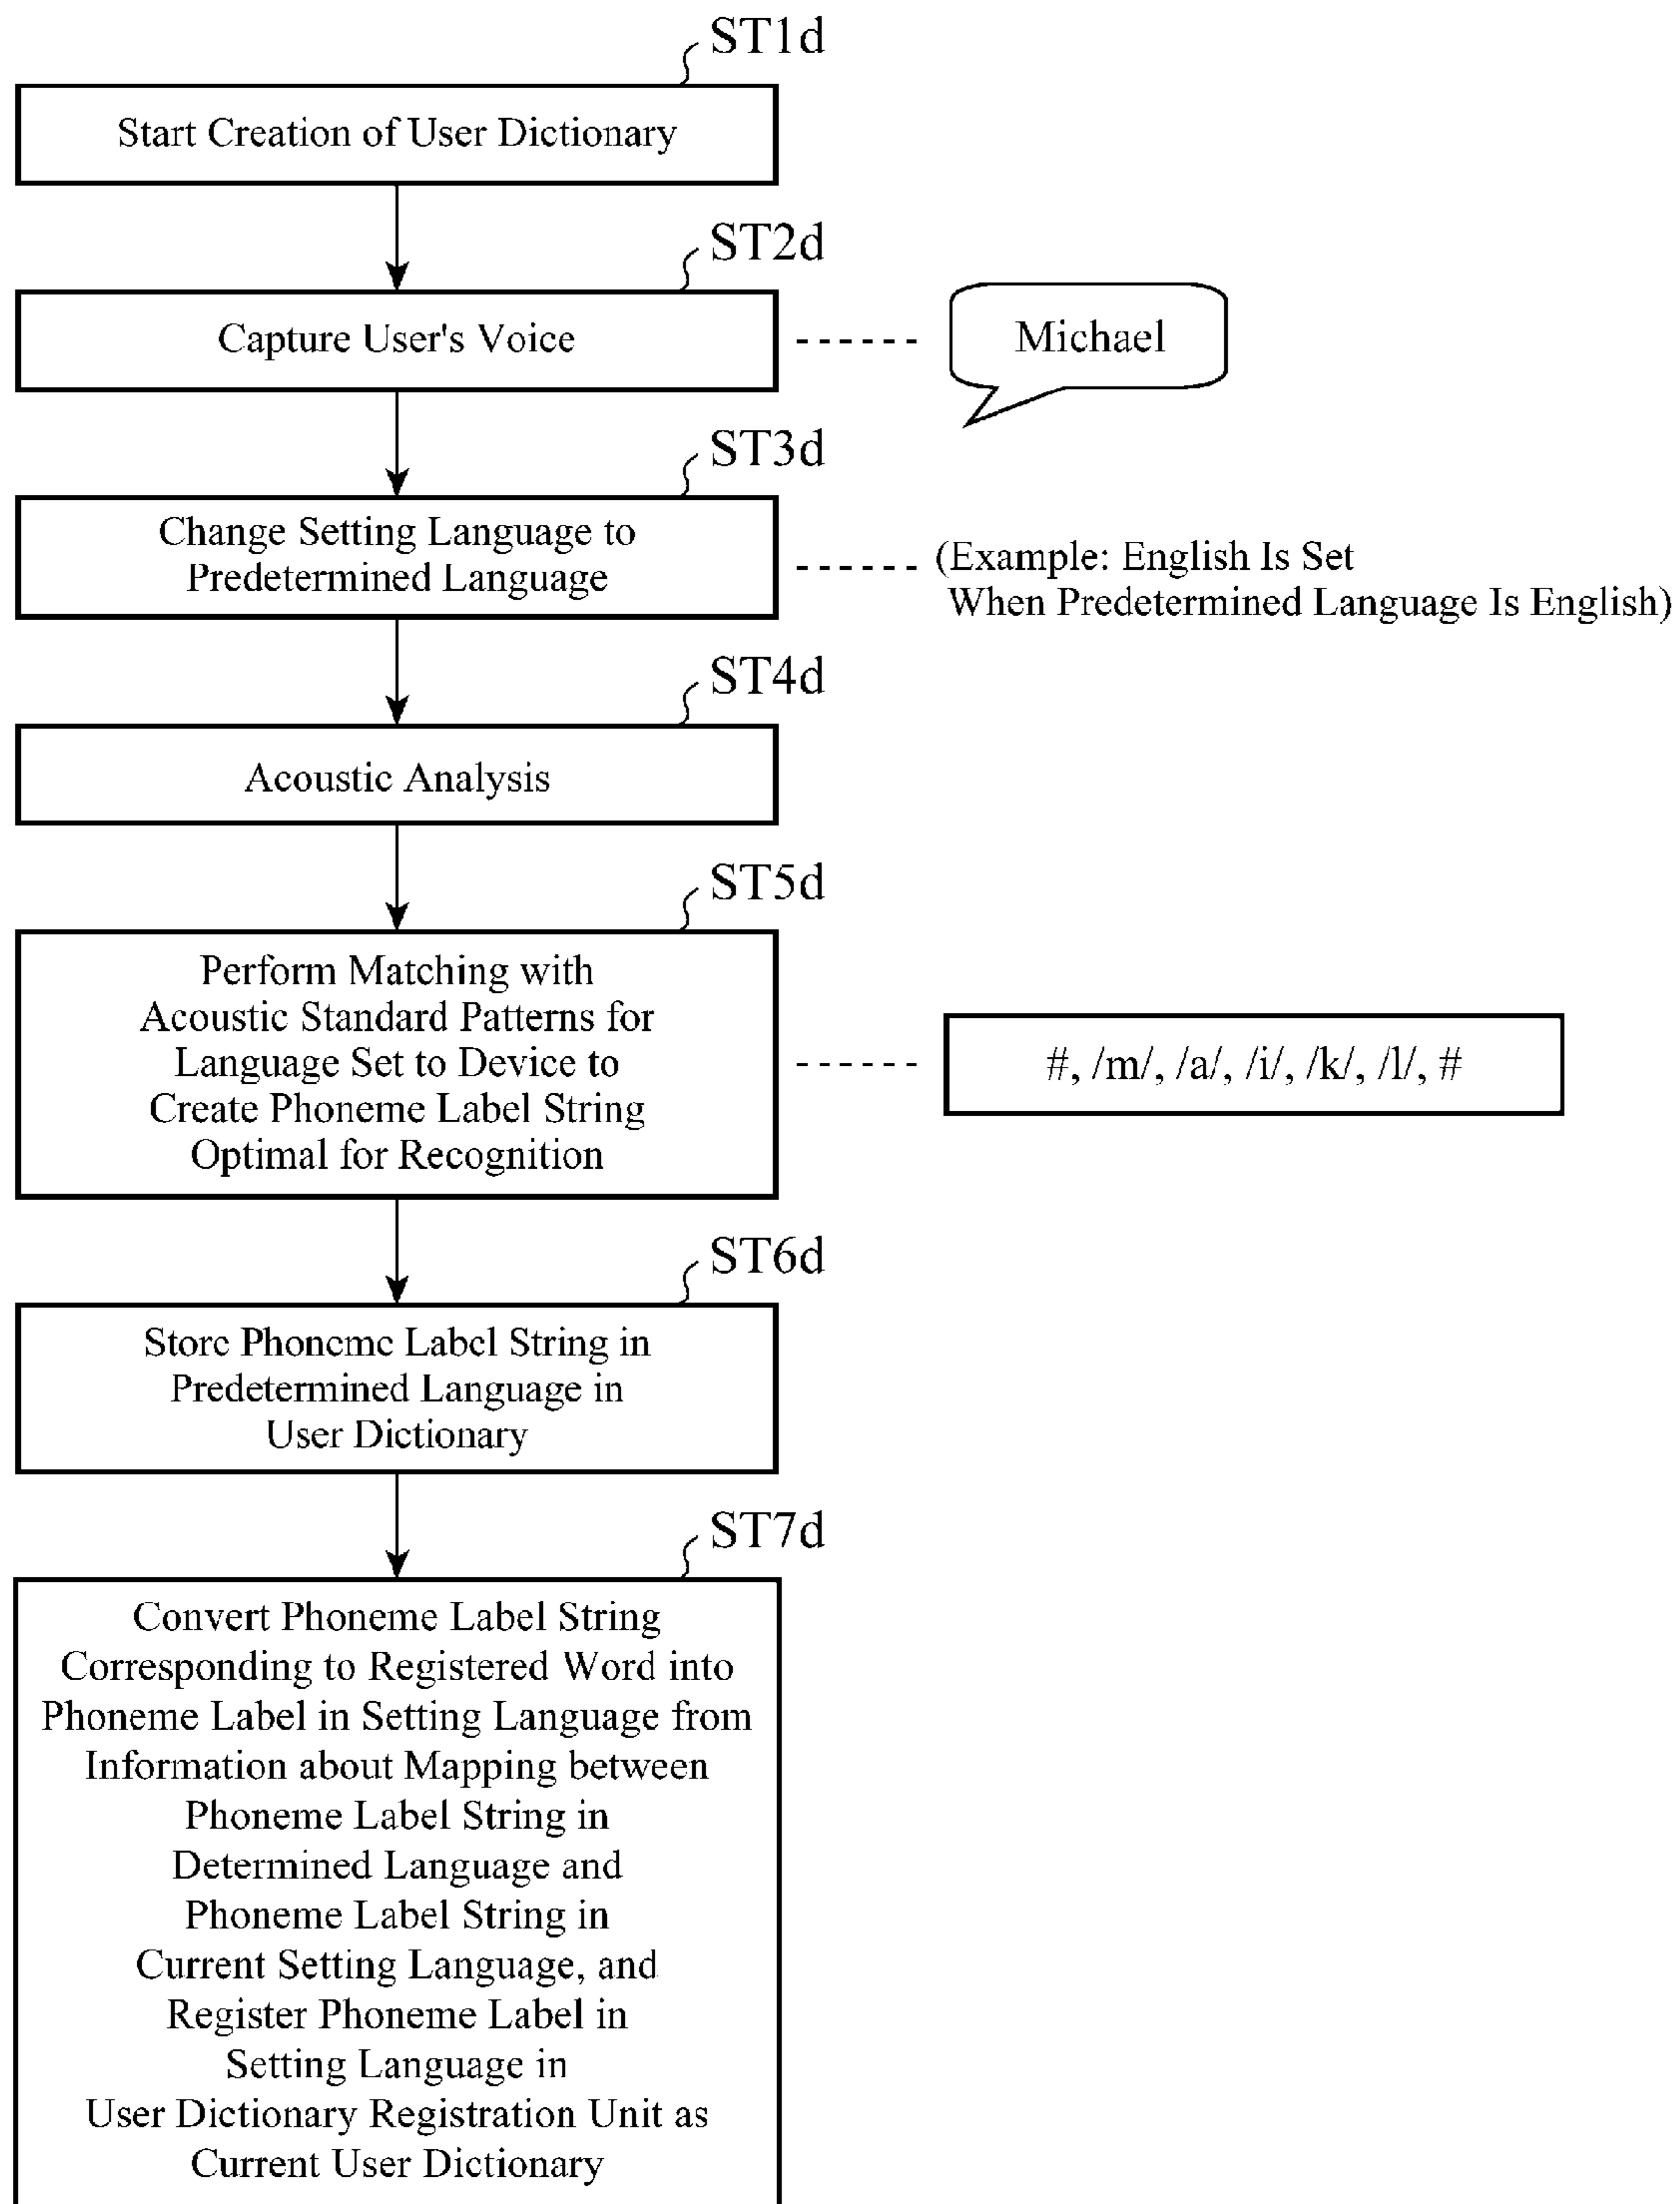 ST1d
Start Creation of User Dictionary
ST2d
Capture User's Voice
Michael
ST3d
Change Setting Language to
Predetermined Language
(Example: English Is Set
When Predetermined Language Is English)
ST4d
Acoustic Analysis
ST5d
Perform Matching with
Acoustic Standard Patterns for
Language Set to Device to
Create Phoneme Label String
Optimal for Recognition
#, /m/, /a/, /i/, /k/, /l/, #
ST6d
Store Phoneme Label String in
Predetermined Language in
User Dictionary
ST7d
Convert Phoneme Label String
Corresponding to Registered Word into
Phoneme Label in Setting Language from
Information about Mapping between
Phoneme Label String in
Determined Language and
Phoneme Label String in
Current Setting Language, and
Register Phoneme Label in
Setting Language in
User Dictionary Registration Unit as
Current User Dictionary